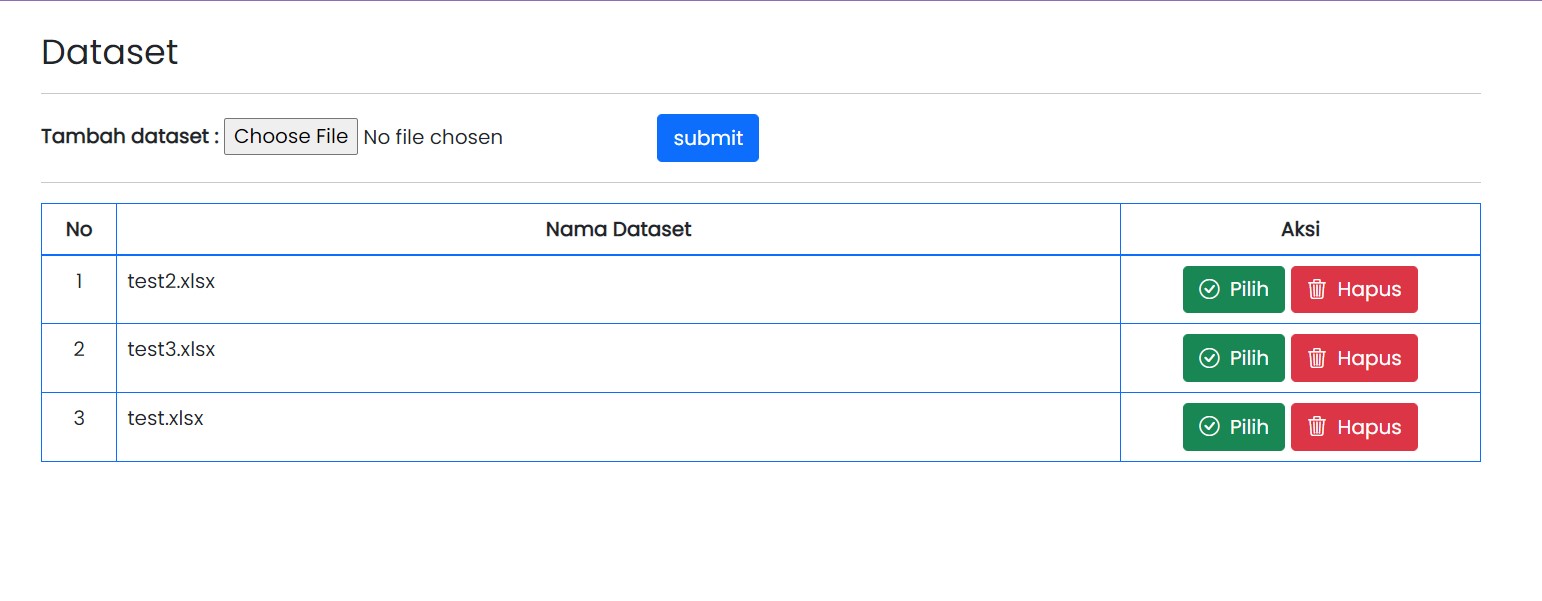 Dataset
Tambah dataset : Choose File No file chosen submit
No Nama Dataset Aksi
1 test2.xlsx Pilih Hapus
2 test3.xlsx Pilih Hapus
3 test.xlsx Pilih Hapus